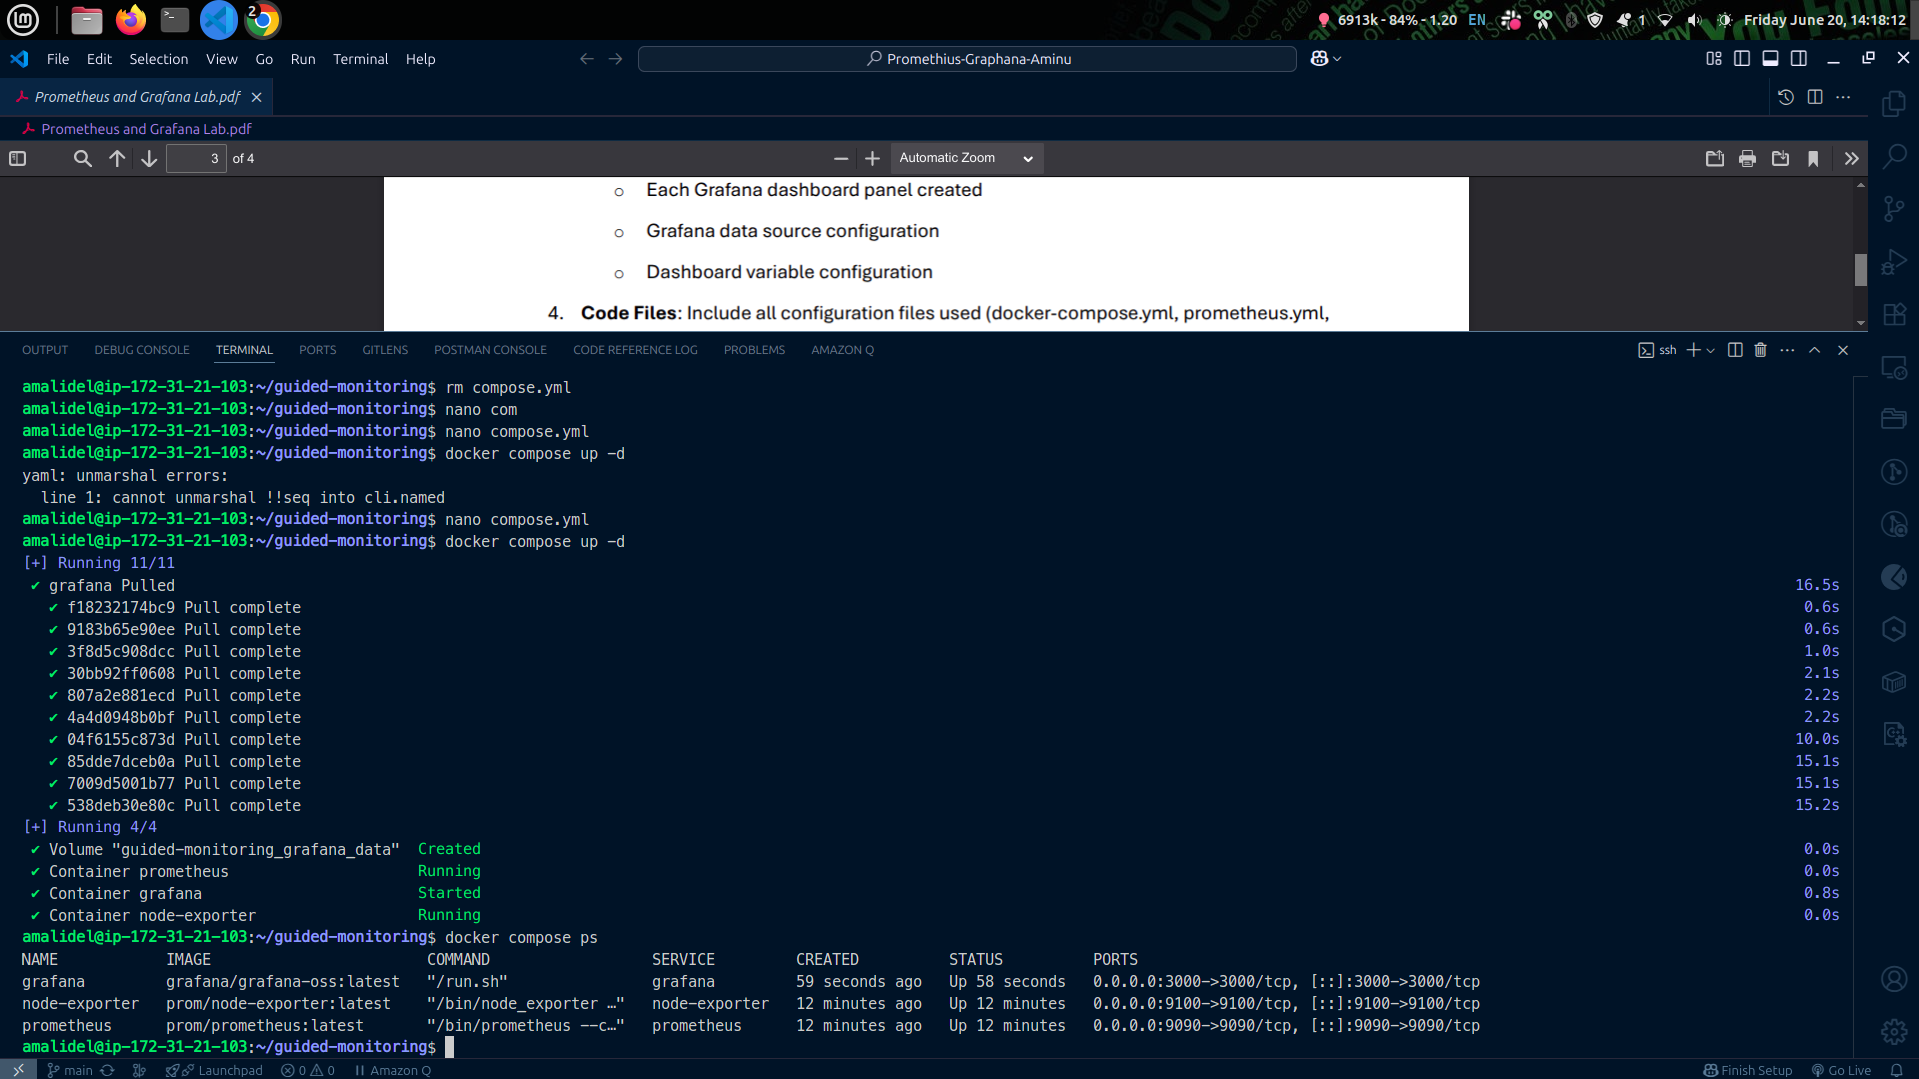 2
6913k - 84% - 1.20 EN 1 Friday June 20, 14:18:12
File Edit Selection View Go Run Terminal Help
Promethius-Graphana-Aminu
Prometheus and Grafana Lab.pdf
Prometheus and Grafana Lab.pdf
3 of 4
Automatic Zoom
o Each Grafana dashboard panel created
o Grafana data source configuration
o Dashboard variable configuration
4. Code Files: Include all configuration files used (docker-compose.yml, prometheus.yml,
OUTPUT DEBUG CONSOLE TERMINAL PORTS GITLENS POSTMAN CONSOLE CODE REFERENCE LOG PROBLEMS AMAZON Q
ssh
amalidel@ip-172-31-21-103:~/guided-monitoring$ rm compose.yml
amalidel@ip-172-31-21-103:~/guided-monitoring$ nano com
amalidel@ip-172-31-21-103:~/guided-monitoring$ nano compose.yml
amalidel@ip-172-31-21-103:~/guided-monitoring$ docker compose up -d
yaml: unmarshal errors:
line 1: cannot unmarshal !!seq into cli.named
amalidel@ip-172-31-21-103:~/guided-monitoring$ nano compose.yml
amalidel@ip-172-31-21-103:~/guided-monitoring$ docker compose up -d
[+] Running 11/11
✔ grafana Pulled 16.5s
✔ f18232174bc9 Pull complete 0.6s
✔ 9183b65e90ee Pull complete 0.6s
✔ 3f8d5c908dcc Pull complete 1.0s
✔ 30bb92ff0608 Pull complete 2.1s
✔ 807a2e881ecd Pull complete 2.2s
✔ 4a4d0948b0bf Pull complete 2.2s
✔ 04f6155c873d Pull complete 10.0s
✔ 85dde7dceb0a Pull complete 15.1s
✔ 7009d5001b77 Pull complete 15.1s
✔ 538deb30e80c Pull complete 15.2s
[+] Running 4/4
✔ Volume "guided-monitoring_grafana_data" Created 0.0s
✔ Container prometheus Running 0.0s
✔ Container grafana Started 0.8s
✔ Container node-exporter Running 0.0s
amalidel@ip-172-31-21-103:~/guided-monitoring$ docker compose ps
NAME IMAGE COMMAND SERVICE CREATED STATUS PORTS
grafana grafana/grafana-oss:latest "/run.sh" grafana 59 seconds ago Up 58 seconds 0.0.0.0:3000->3000/tcp, [::]:3000->3000/tcp
node-exporter prom/node-exporter:latest "/bin/node_exporter …" node-exporter 12 minutes ago Up 12 minutes 0.0.0.0:9100->9100/tcp, [::]:9100->9100/tcp
prometheus prom/prometheus:latest "/bin/prometheus --c…" prometheus 12 minutes ago Up 12 minutes 0.0.0.0:9090->9090/tcp, [::]:9090->9090/tcp
amalidel@ip-172-31-21-103:~/guided-monitoring$
main Launchpad 0 0 Amazon Q Finish Setup Go Live